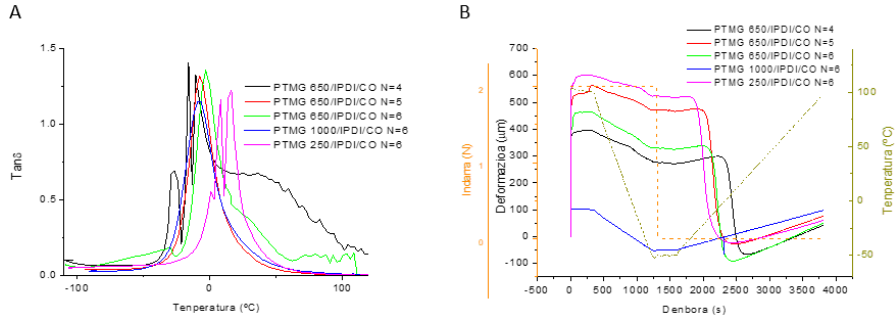 A
1.5
1.0
0.5
0.0
Tanδ
-100
0
100
Tenperatura (ºC)
PTMG 650/IPDI/CO N=4
PTMG 650/IPDI/CO N=5
PTMG 650/IPDI/CO N=6
PTMG 1000/IPDI/CO N=6
PTMG 250/IPDI/CO N=6
B
PTMG 650/IPDI/CO N=4
PTMG 650/IPDI/CO N=5
PTMG 650/IPDI/CO N=6
PTMG 1000/IPDI/CO N=6
PTMG 250/IPDI/CO N=6
Indarra (N)
2
1
0
Deformazioa (µm)
700
600
500
400
300
200
100
0
-100
-500
0
500
1000
1500
2000
2500
3000
3500
4000
Denbora (s)
100
50
0
-50
Tenperatura (ºC)